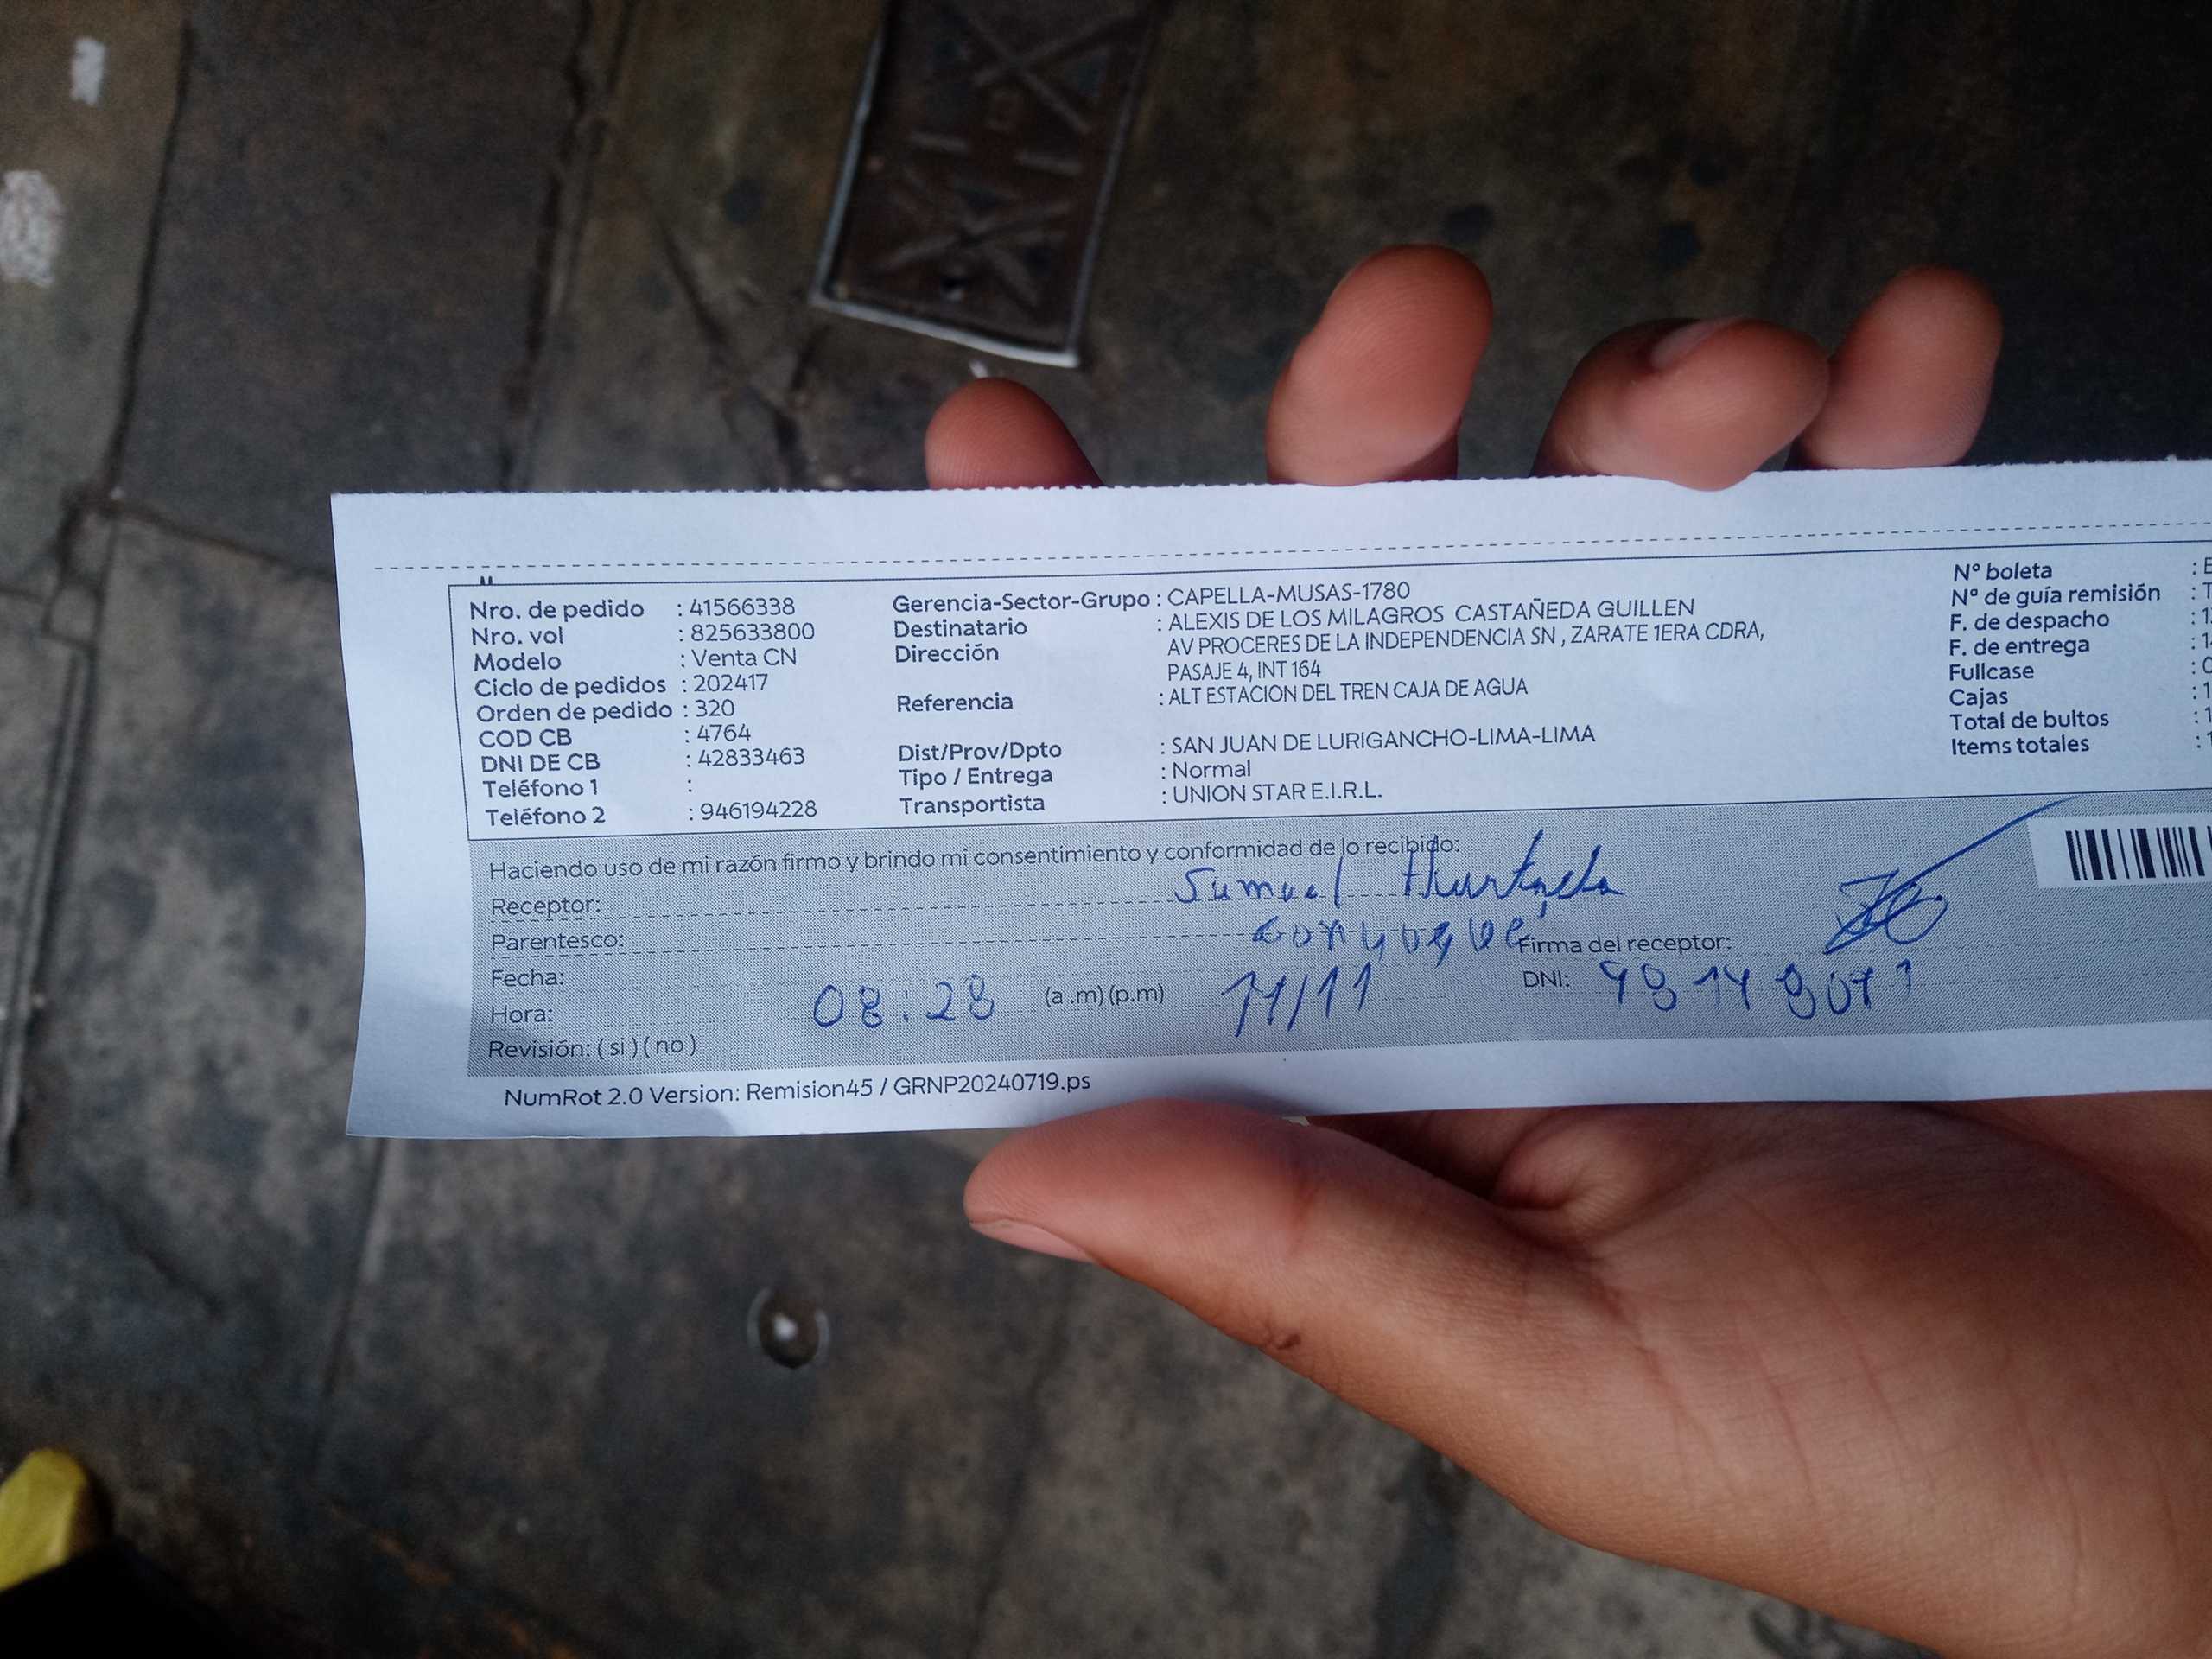 Nro. de pedido : 41566338
Nro. vol : 825633800
Modelo : Venta CN
Ciclo de pedidos : 202417
Orden de pedido : 320
COD CB : 4764
DNI DE CB : 42833463
Teléfono 1 :
Teléfono 2 : 946194228
Gerencia-Sector-Grupo : CAPELLA-MUSAS-1780
Destinatario : ALEXIS DE LOS MILAGROS CASTAÑEDA GUILLEN
Dirección AV PROCERES DE LA INDEPENDENCIA SN , ZARATE 1ERA CDRA,
PASAJE 4, INT 164
Referencia : ALT ESTACION DEL TREN CAJA DE AGUA
Dist/Prov/Dpto : SAN JUAN DE LURIGANCHO-LIMA-LIMA
Tipo / Entrega : Normal
Transportista : UNION STAR E.I.R.L.
Nº boleta :
Nº de guía remisión :
F. de despacho :
F. de entrega :
Fullcase :
Cajas :
Total de bultos :
Items totales :
Haciendo uso de mi razón firmo y brindo mi consentimiento y conformidad de lo recibido:
Receptor:
Parentesco: Firma del receptor:
Fecha: 11/11 DNI:
Hora: 08:28 (a .m) (p.m)
Revisión: ( si ) ( no )
NumRot 2.0 Version: Remision45 / GRNP20240719.ps